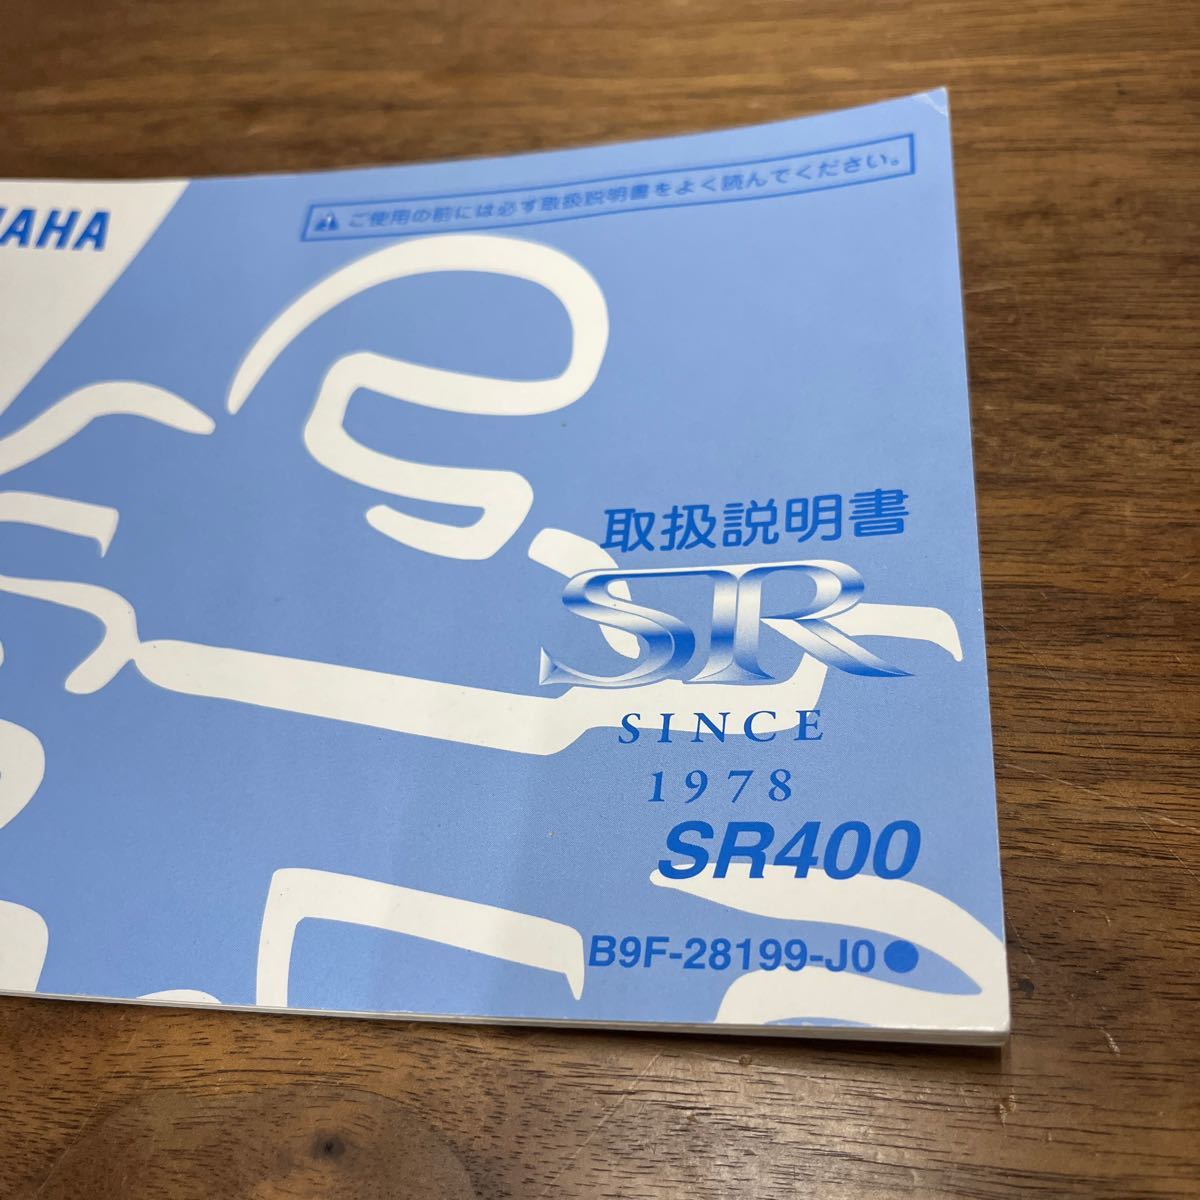 AHA
ご使用の前には必ず取扱説明書をよく読んでください。
取扱説明書
SR
SINCE
1978
SR400
B9F-28199-J0●